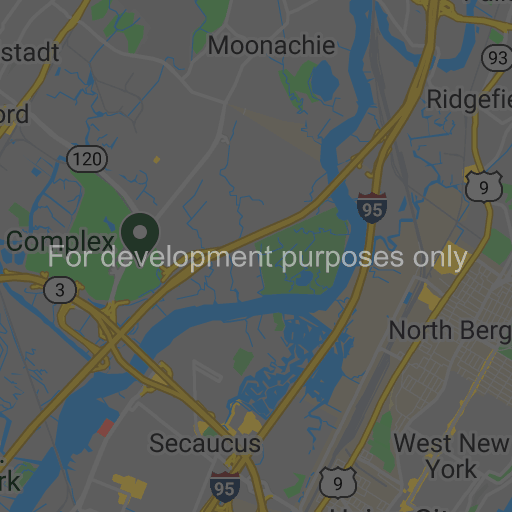 Moonachie
stadt
93
ord
Ridgefie
120
9
95
Complex
For development purposes only
3
North Berg
Secaucus
West New
York
rk
9
95